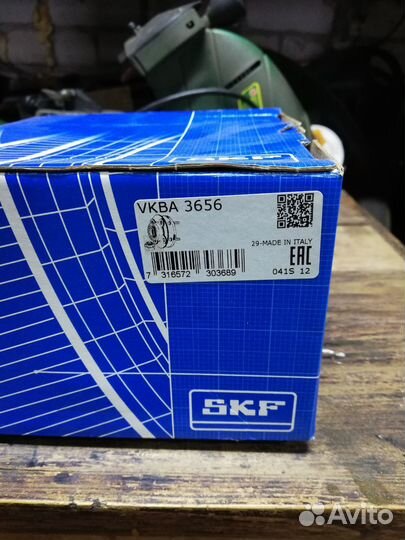 VKBA 3656
29-MADE IN ITALY
EAC
7 316572 303689
041S 12
SKF
Avito